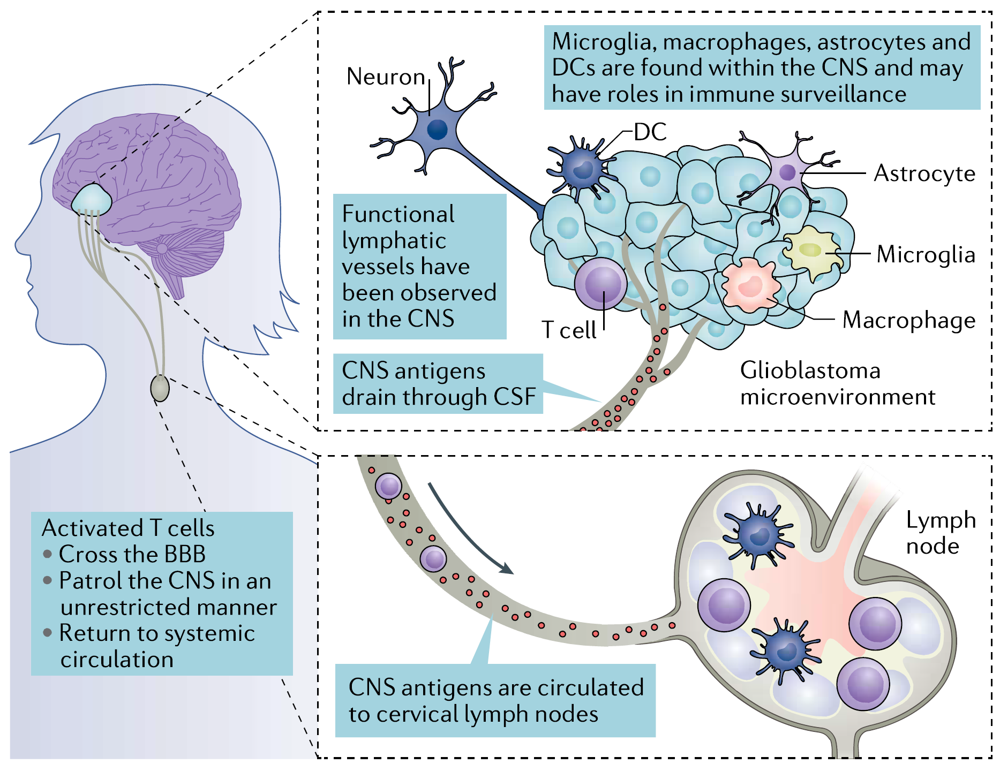 Neuron
Microglia, macrophages, astrocytes and
DCs are found within the CNS and may
have roles in immune surveillance
DC
Astrocyte
Functional
lymphatic
vessels have
been observed
in the CNS
Microglia
Macrophage
T cell
CNS antigens
drain through CSF
Glioblastoma
microenvironment
Activated T cells
• Cross the BBB
• Patrol the CNS in an
unrestricted manner
• Return to systemic
circulation
Lymph
node
CNS antigens are circulated
to cervical lymph nodes